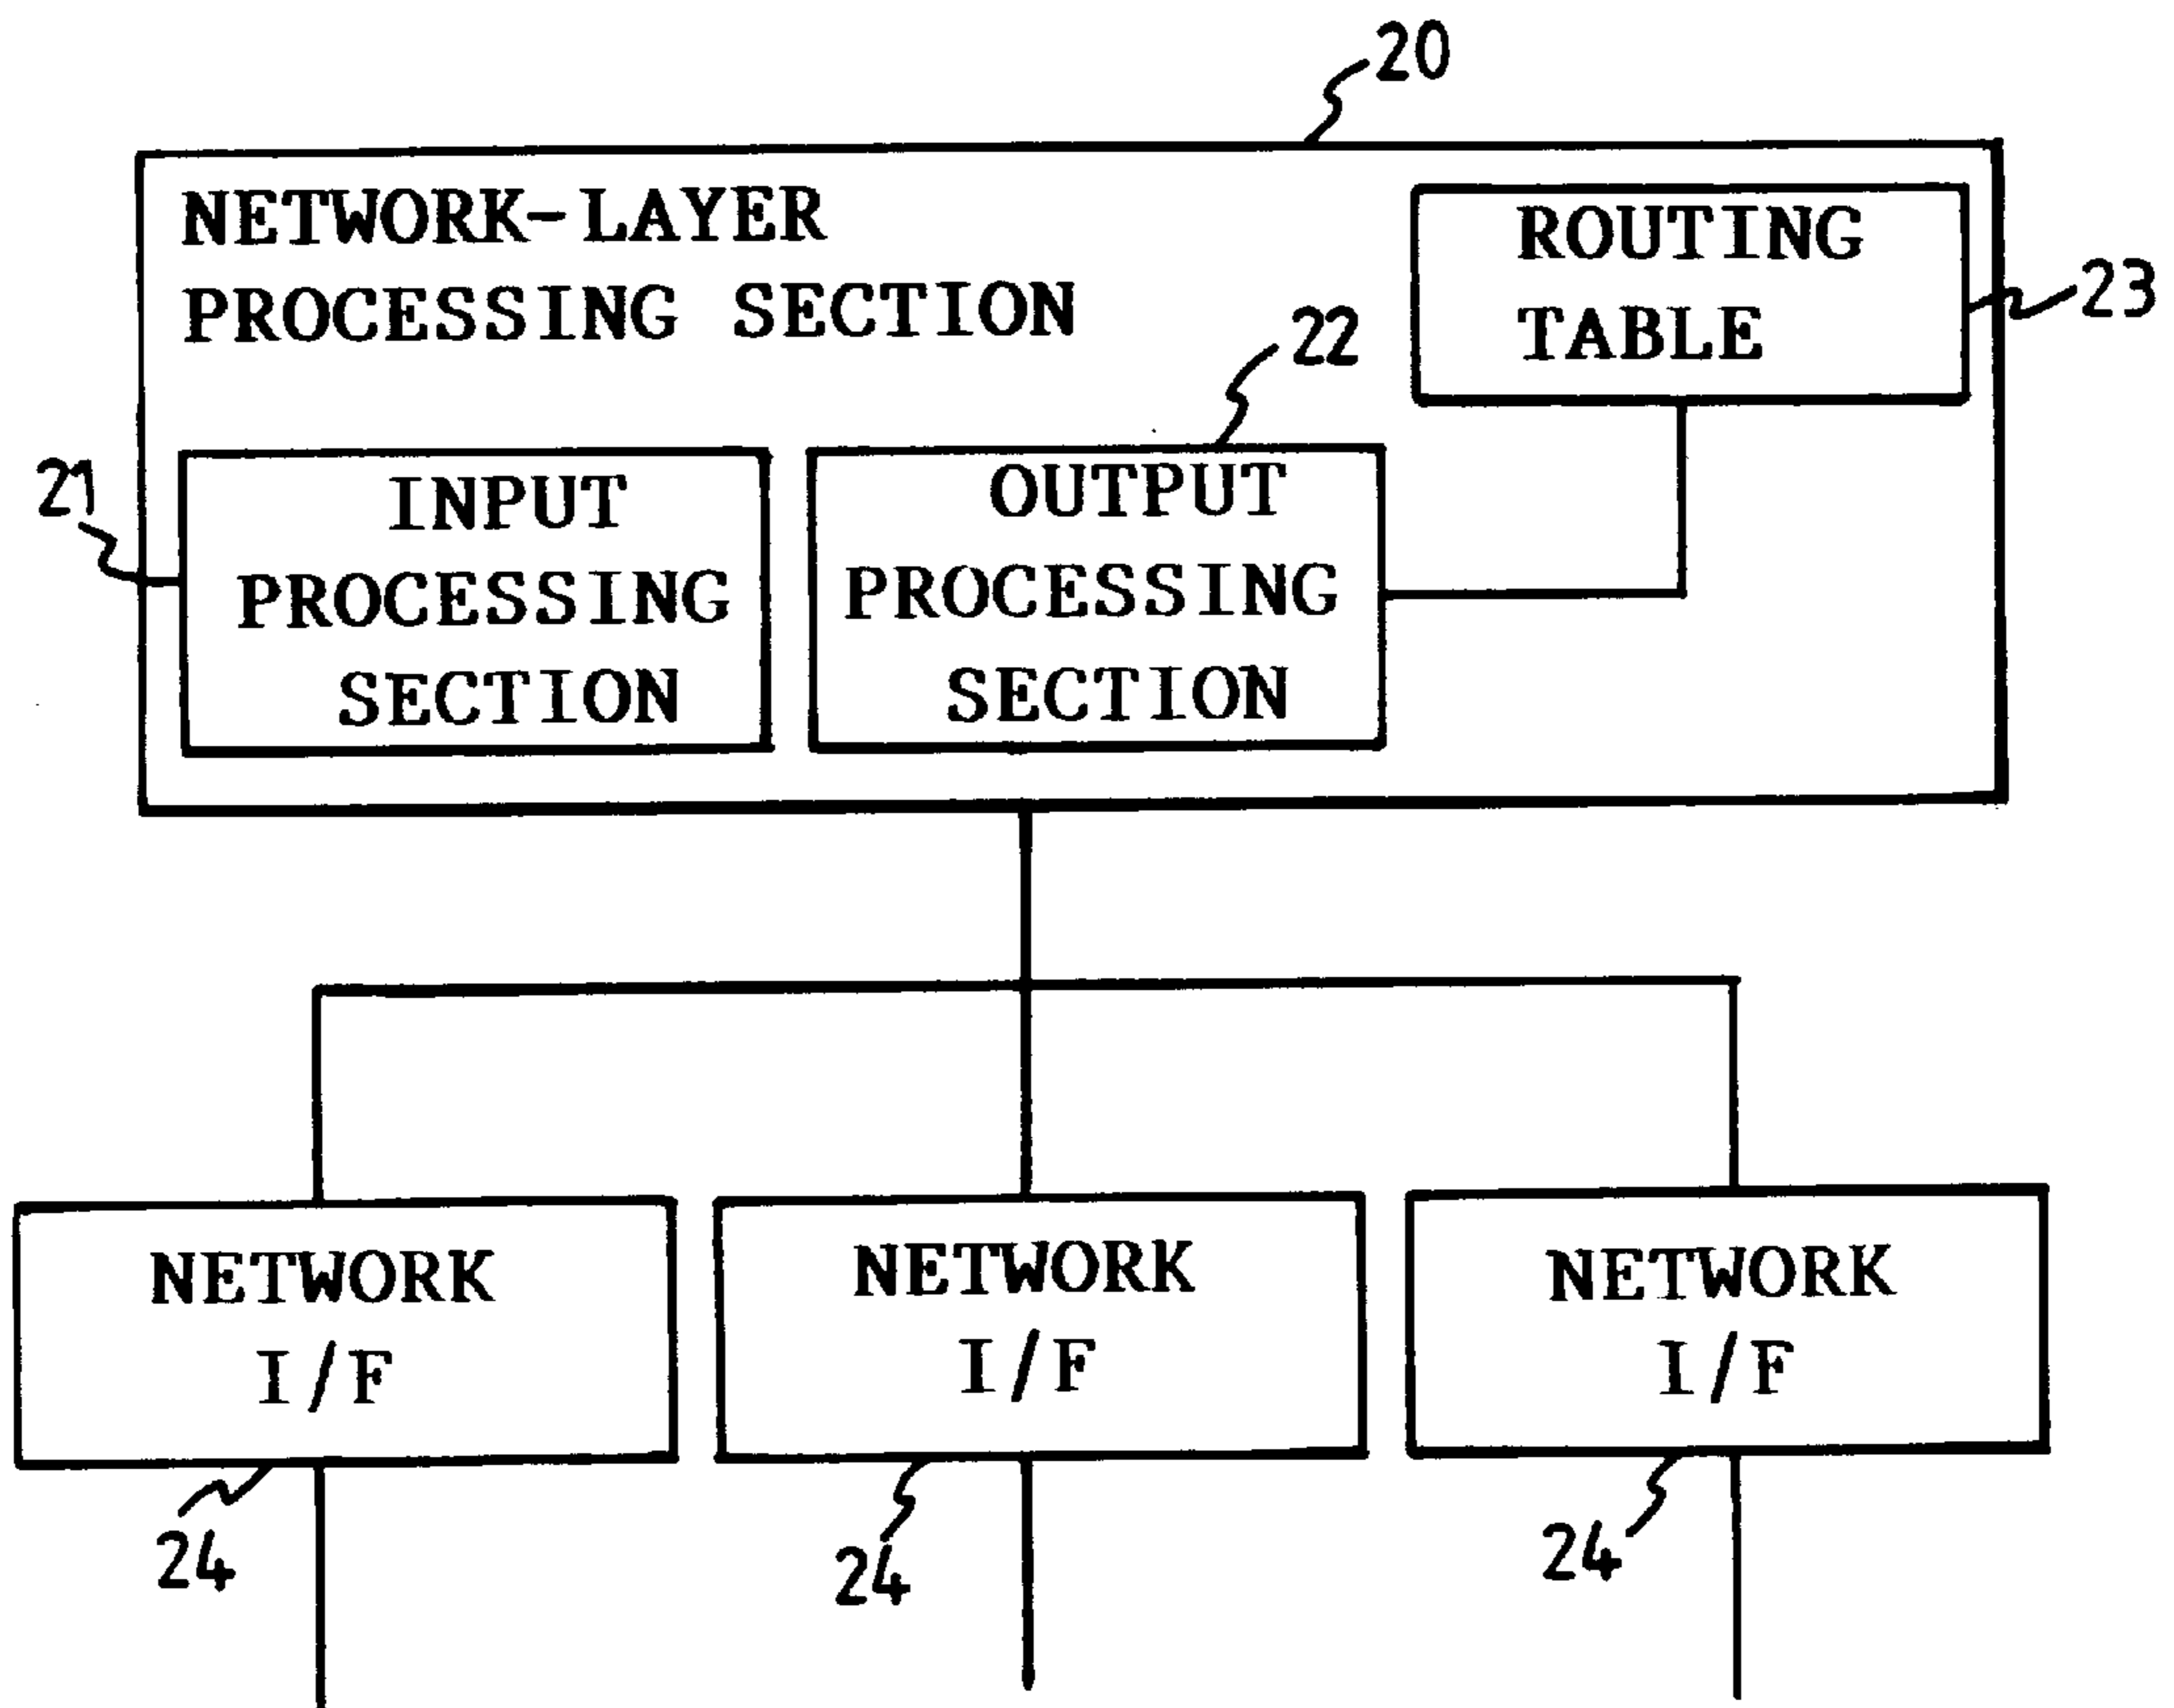 20
NETWORK-LAYER
PROCESSING SECTION
ROUTING
TABLE
23
22
21
INPUT
PROCESSING
SECTION
OUTPUT
PROCESSING
SECTION
NETWORK
I/F
NETWORK
I/F
NETWORK
I/F
24
24
24